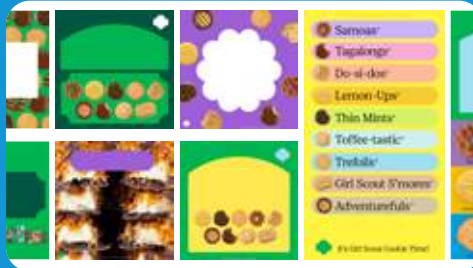 Samoas®
Tagalongs®
Do-si-dos®
Lemon-Ups®
Thin Mints®
Toffee-tastic®
Trefoils®
Girl Scout S'mores®
Adventurefuls®
It's Girl Scout Cookie Time!